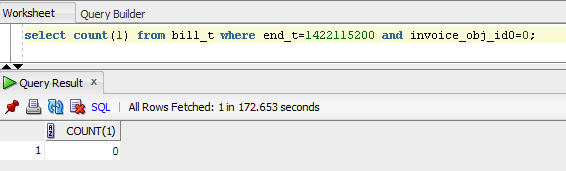 Worksheet Query Builder
select count(1) from bill_t where end_t=1422115200 and invoice_obj_id0=0;
Query Result x
SQL | All Rows Fetched: 1 in 172.653 seconds
COUNT(1)
1 0